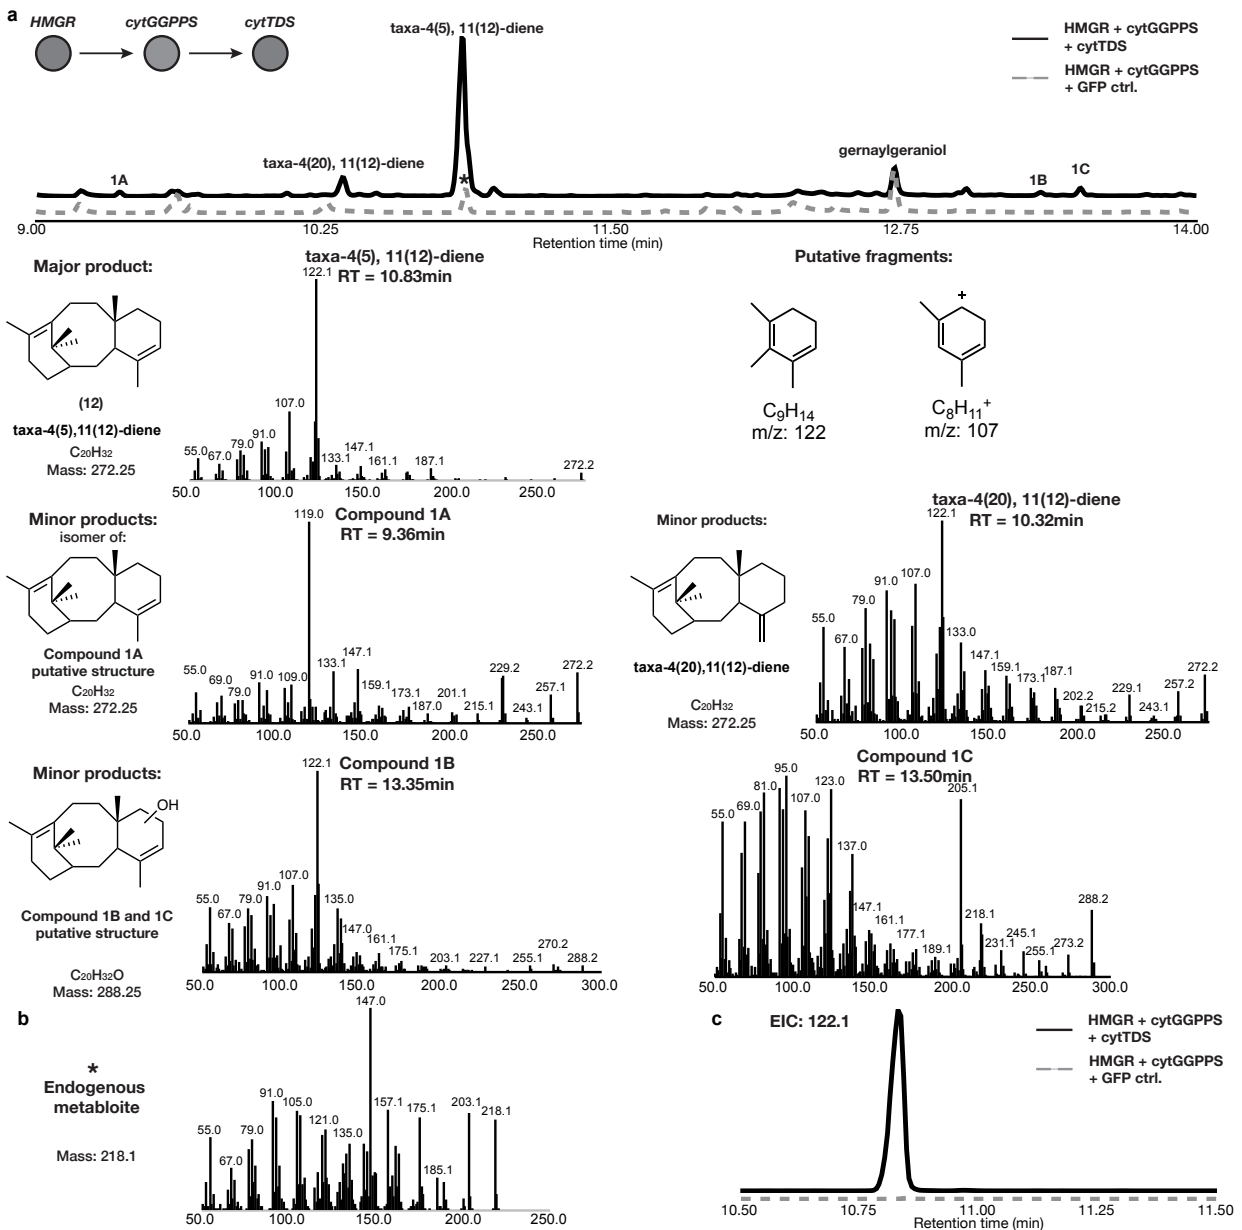 a
HMGR cytGGPPS cytTDS
taxa-4(5), 11(12)-diene
HMGR + cytGGPPS
+ cytTDS
HMGR + cytGGPPS
+ GFP ctrl.
1A
taxa-4(20), 11(12)-diene
*
gernaylgeraniol
1B
1C
9.00 10.25 11.50 12.75 14.00
Retention time (min)
Major product:
(12)
taxa-4(5),11(12)-diene
C20H32
Mass: 272.25
taxa-4(5), 11(12)-diene
RT = 10.83min
122.1
107.0
55.0 67.0 79.0 91.0 133.1 147.1 161.1 187.1 272.2
50.0 100.0 150.0 200.0 250.0
Putative fragments:
+
C9H14
m/z: 122
C8H11+
m/z: 107
Minor products:
isomer of:
Compound 1A
putative structure
C20H32
Mass: 272.25
Compound 1A
RT = 9.36min
119.0
55.0 69.0 79.0 91.0 109.0 133.1 147.1 159.1 173.1 187.0 201.1 215.1 229.2 243.1 257.1 272.2
50.0 100.0 150.0 200.0 250.0
Minor products:
taxa-4(20),11(12)-diene
C20H32
Mass: 272.25
taxa-4(20), 11(12)-diene
RT = 10.32min
122.1
55.0 67.0 79.0 91.0 107.0 133.0 147.1 159.1 173.1 187.1 202.2 215.2 229.1 243.1 257.2 272.2
50.0 100.0 150.0 200.0 250.0
Minor products:
OH
Compound 1B and 1C
putative structure
C20H32O
Mass: 288.25
Compound 1B
RT = 13.35min
122.1
55.0 67.0 79.0 91.0 107.0 135.0 147.0 161.1 175.1 203.1 227.1 255.1 270.2 288.2
50.0 100.0 150.0 200.0 250.0 300.0
Compound 1C
RT = 13.50min
55.0 69.0 81.0 95.0 107.0 123.0 137.0 147.1 161.1 177.1 189.1 205.1 218.1 231.1 245.1 255.1 273.2 288.2
50.0 100.0 150.0 200.0 250.0 300.0
b
*
Endogenous
metabloite
Mass: 218.1
147.0
55.0 67.0 79.0 91.0 105.0 121.0 135.0 157.1 175.1 185.1 203.1 218.1
50.0 100.0 150.0 200.0 250.0
c
EIC: 122.1
HMGR + cytGGPPS
+ cytTDS
HMGR + cytGGPPS
+ GFP ctrl.
10.50 10.75 11.00 11.25 11.50
Retention time (min)